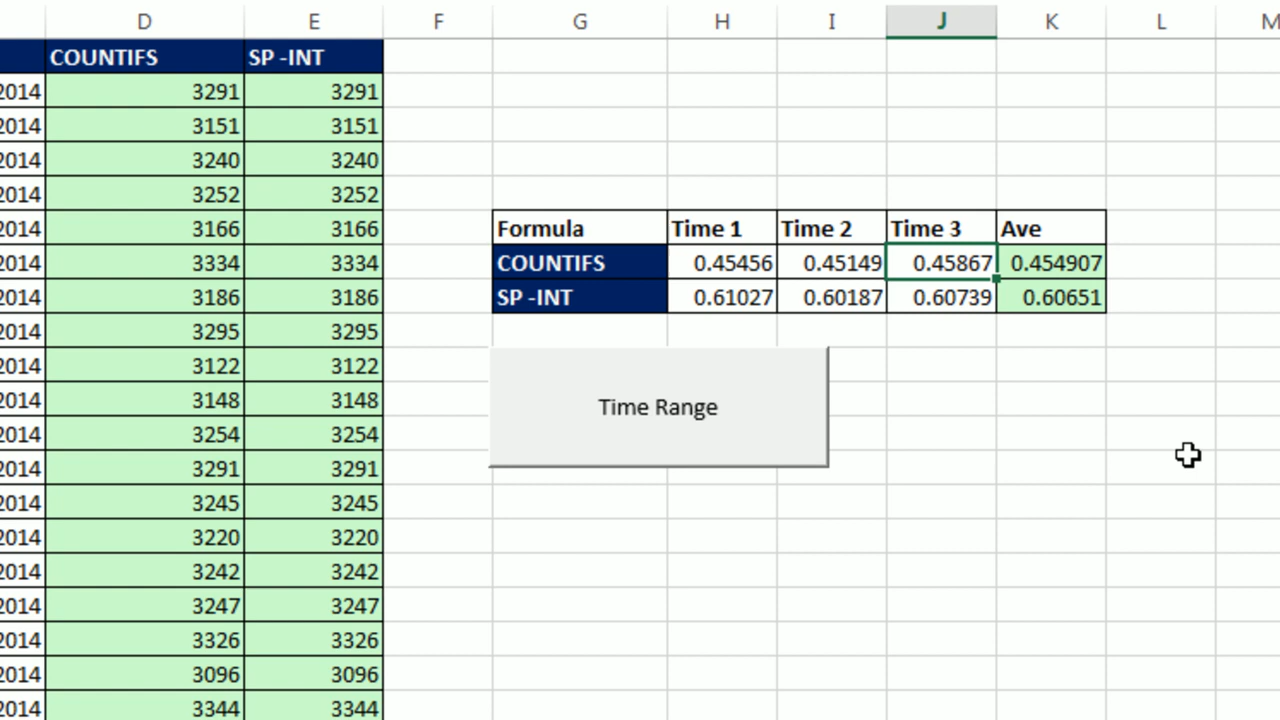 D E F G H I J K L M
COUNTIFS SP -INT
2014 3291 3291
2014 3151 3151
2014 3240 3240
2014 3252 3252
2014 3166 3166 Formula Time 1 Time 2 Time 3 Ave
2014 3334 3334 COUNTIFS 0.45456 0.45149 0.45867 0.454907
2014 3186 3186 SP -INT 0.61027 0.60187 0.60739 0.60651
2014 3295 3295
2014 3122 3122
2014 3148 3148
Time Range
2014 3254 3254
2014 3291 3291
2014 3245 3245
2014 3220 3220
2014 3242 3242
2014 3247 3247
2014 3326 3326
2014 3096 3096
2014 3344 3344